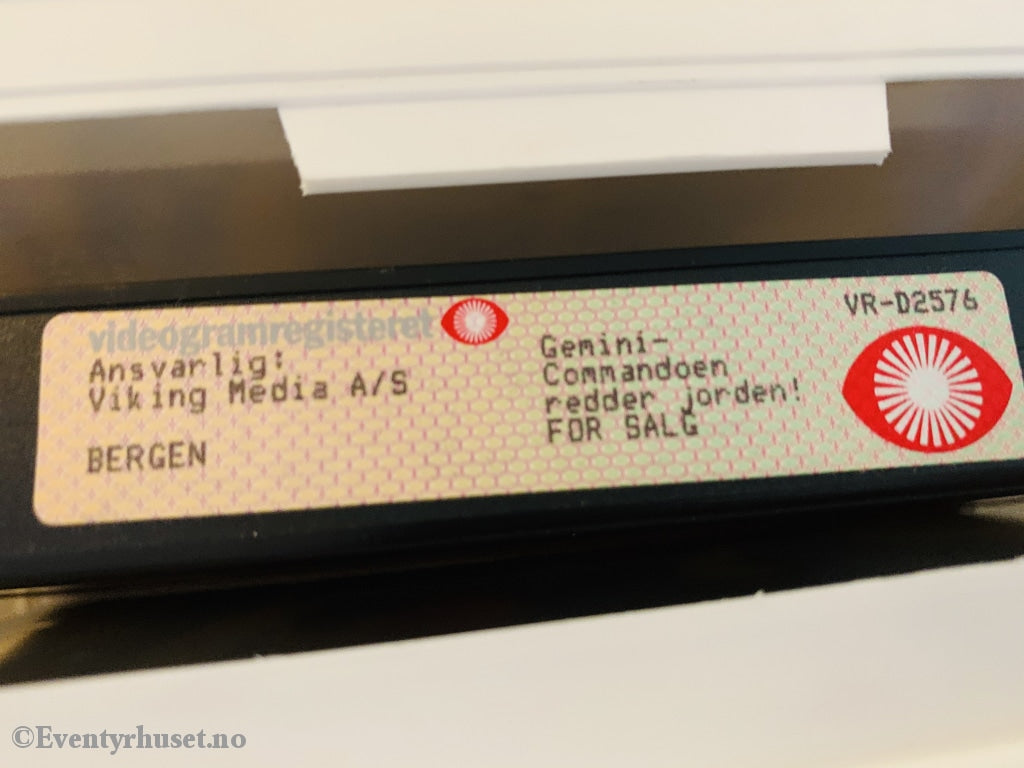 videogramregisteret
Ansvarlig:
Viking Media A/S
BERGEN
VR-D2576
Gemini-
Commandoen
redder jorden!
FOR SALG
©Eventyrhuset.no